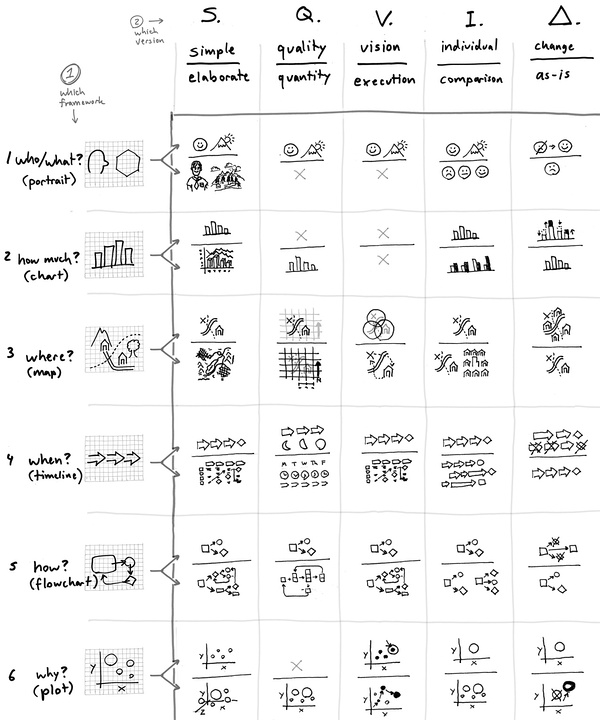 ② →
which
version
S.
Q.
V.
I.
Δ.
simple
elaborate
quality
quantity
vision
execution
individual
comparison
change
as-is
①
which
framework
1 who/what?
(portrait)
2 how much?
(chart)
3 where?
(map)
4 when?
(timeline)
M T W Th F
5 how?
(flowchart)
6 why?
(plot)
y
x
y
x
x
y
x
y
x
y
x
z
x
x
x
x
x